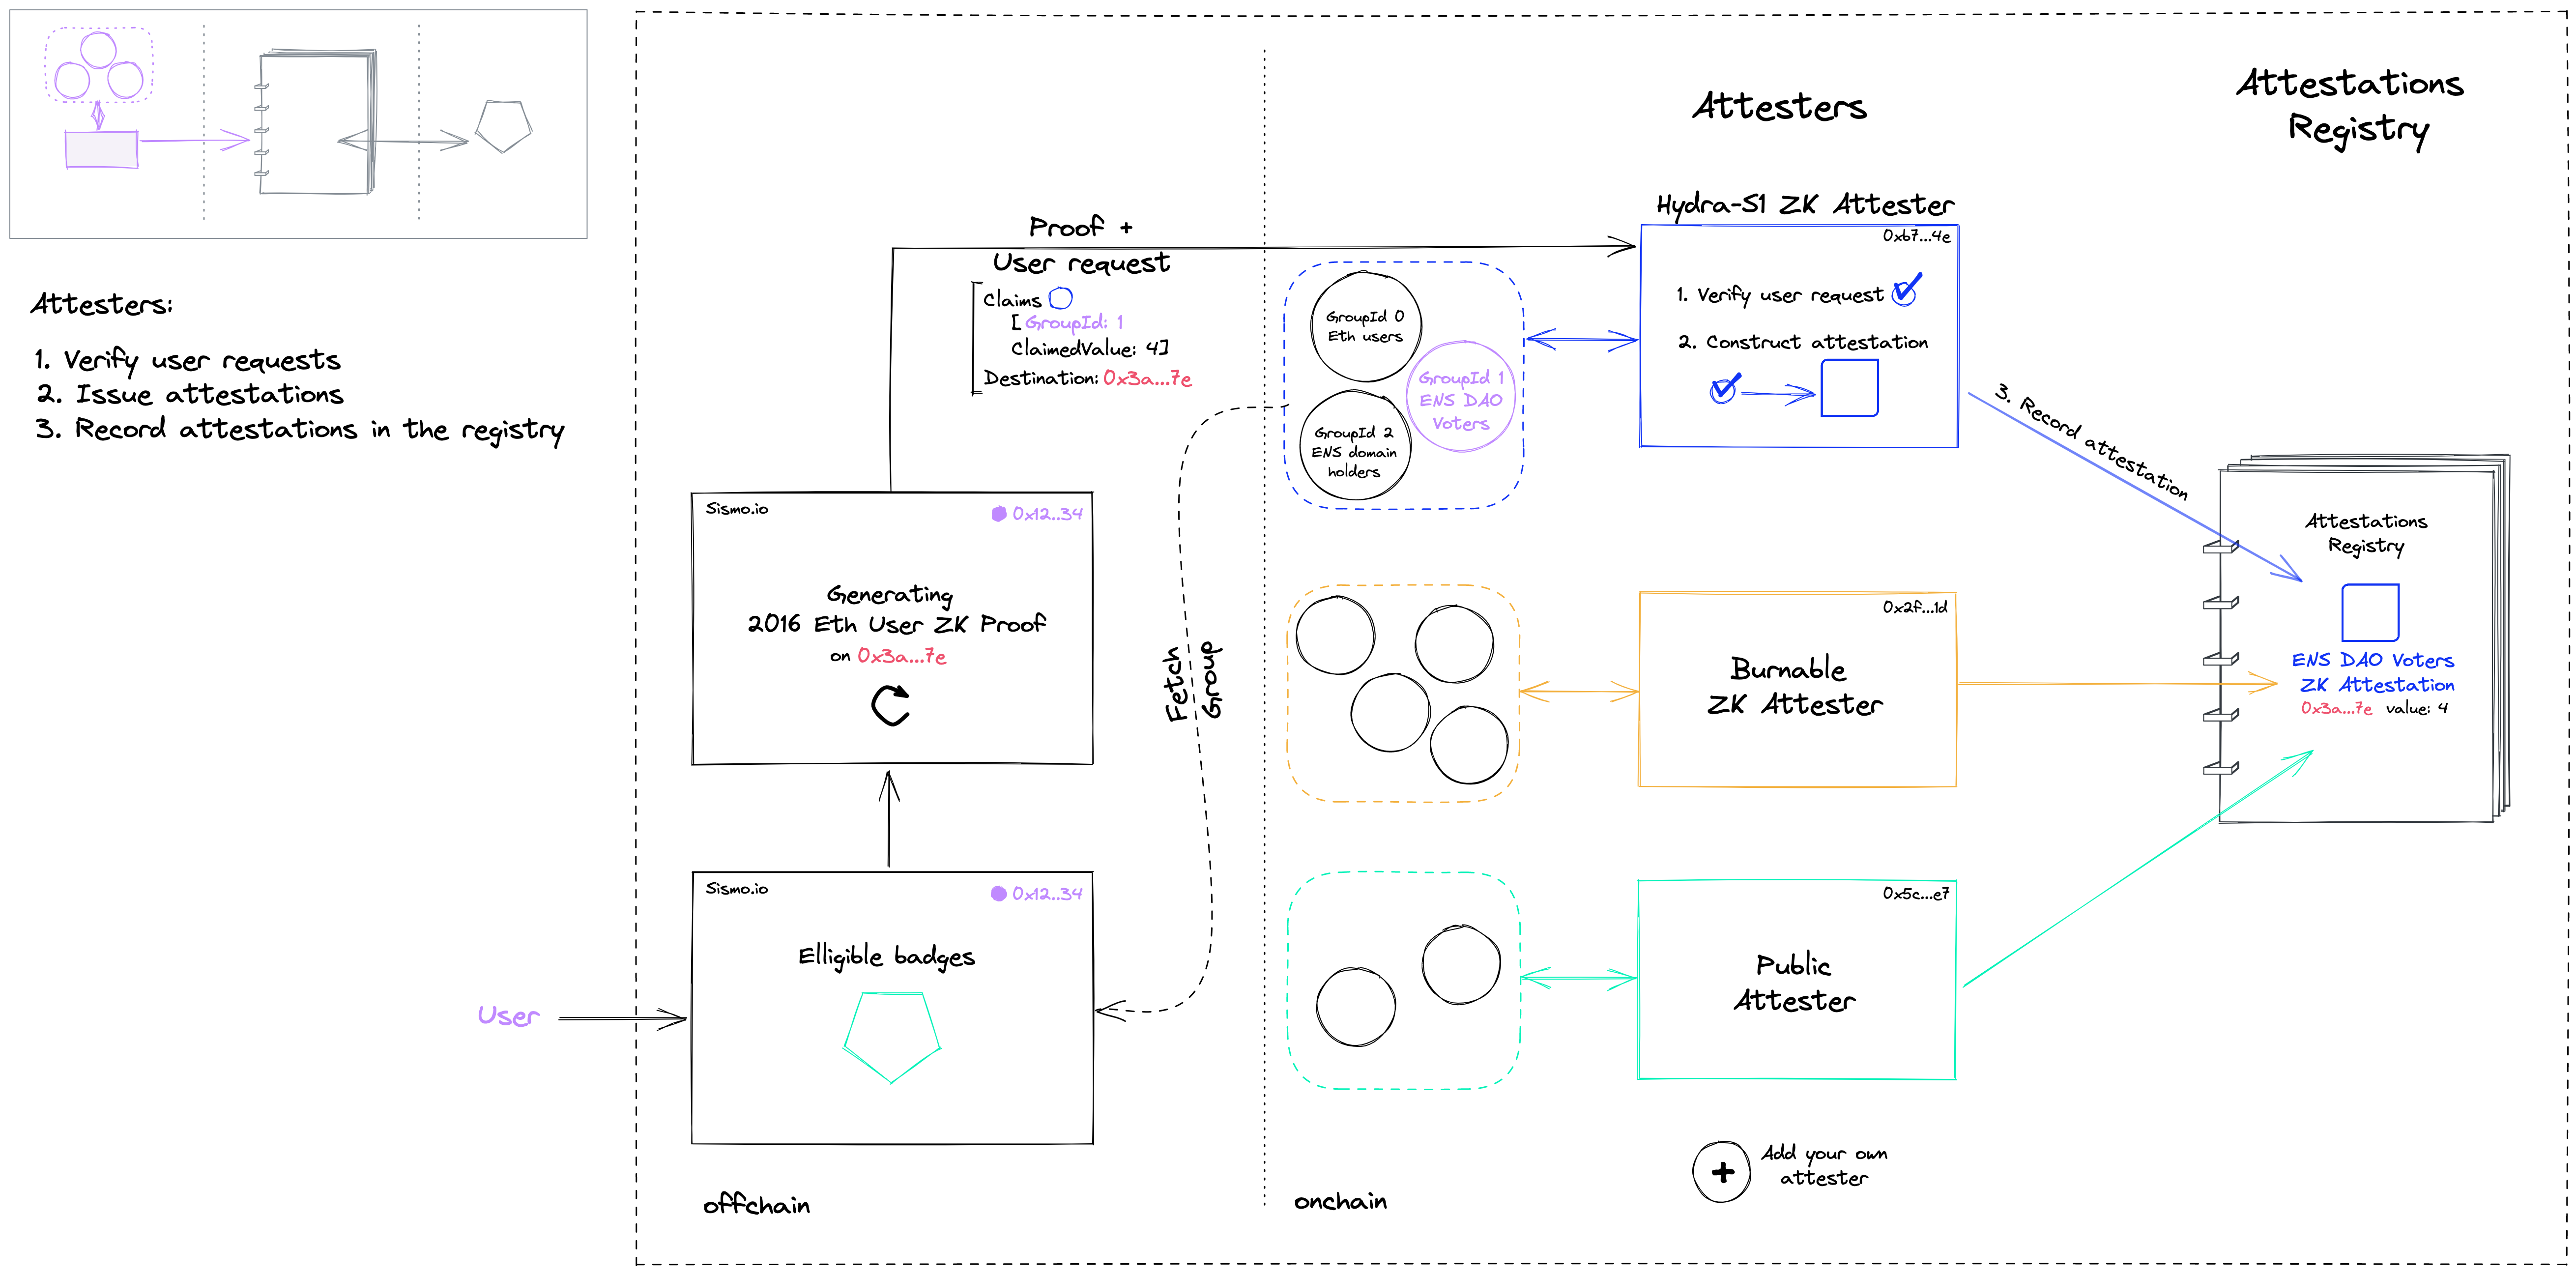 Attesters:
1. Verify user requests
2. Issue attestations
3. Record attestations in the registry
User
Proof +
User request
Claims
[ GroupId: 1
ClaimedValue: 4]
Destination: 0x3a...7e
Sismo.io
0x12..34
Generating
2016 Eth User ZK Proof
on 0x3a...7e
Sismo.io
0x12..34
Elligible badges
offchain
Fetch
Group
onchain
Attesters
GroupId 0
Eth users
GroupId 1
ENS DAO
Voters
GroupId 2
ENS domain
holders
Hydra-S1 ZK Attester
0xb7...4e
1. Verify user request
2. Construct attestation
0x2f...1d
Burnable
ZK Attester
0x5c...e7
Public
Attester
Add your own
attester
3. Record attestation
Attestations
Registry
Attestations
Registry
ENS DAO Voters
ZK Attestation
0x3a...7e value: 4